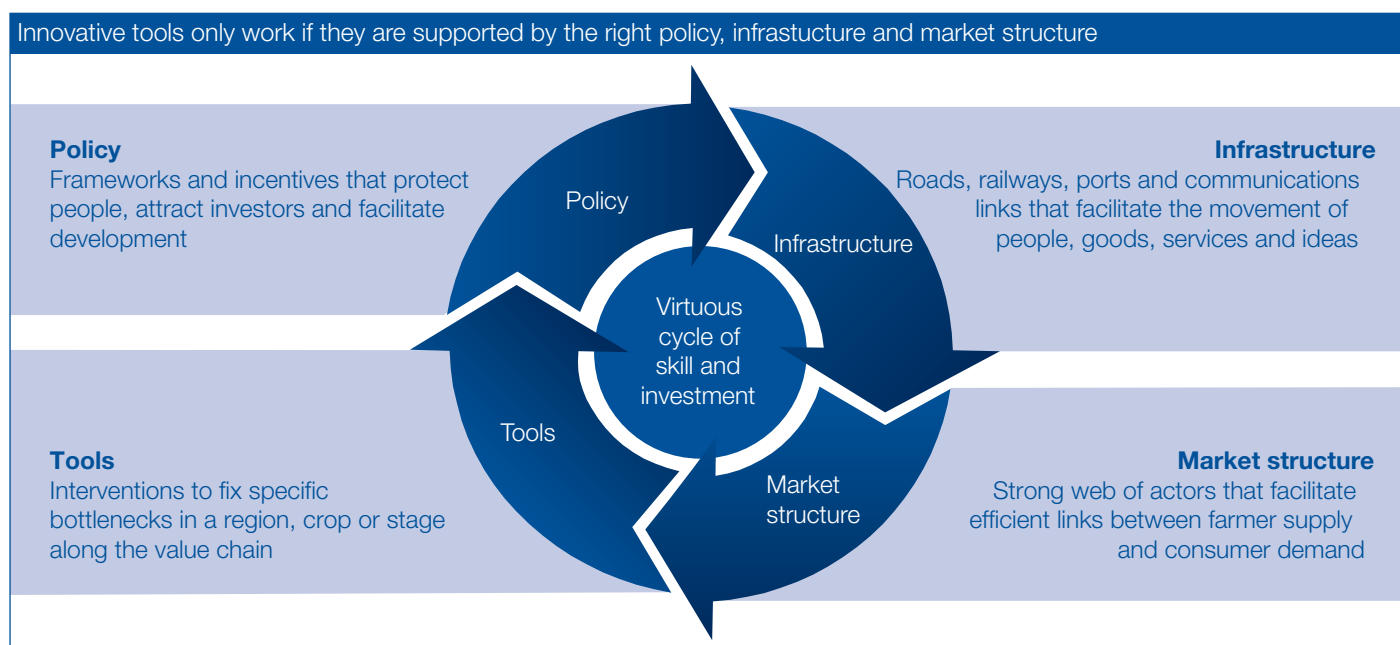 Innovative tools only work if they are supported by the right policy, infrastucture and market structure
Policy
Frameworks and incentives that protect
people, attract investors and facilitate
development
Infrastructure
Roads, railways, ports and communications
links that facilitate the movement of
people, goods, services and ideas
Policy
Infrastructure
Virtuous
cycle of
skill and
investment
Tools
Market
structure
Tools
Interventions to fix specific
bottlenecks in a region, crop or stage
along the value chain
Market structure
Strong web of actors that facilitate
efficient links between farmer supply
and consumer demand